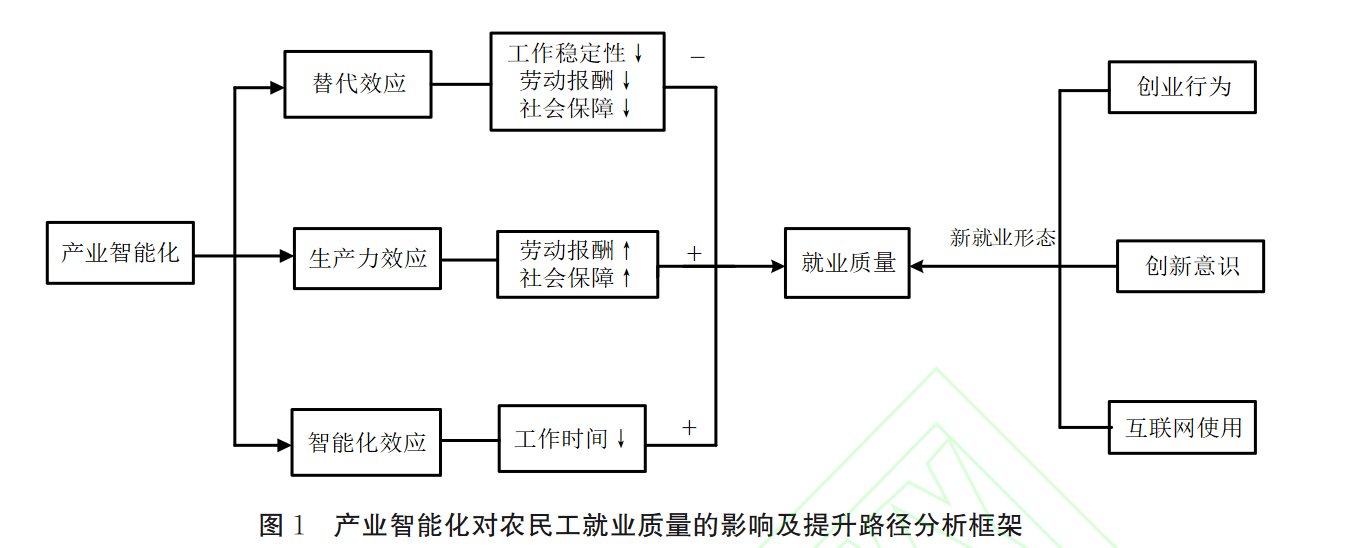 替代效应
工作稳定性↓
劳动报酬↓
社会保障↓
−
创业行为
产业智能化
生产力效应
劳动报酬↑
社会保障↑
+
就业质量
新就业形态
创新意识
智能化效应
工作时间↓
+
互联网使用
图 1 产业智能化对农民工就业质量的影响及提升路径分析框架